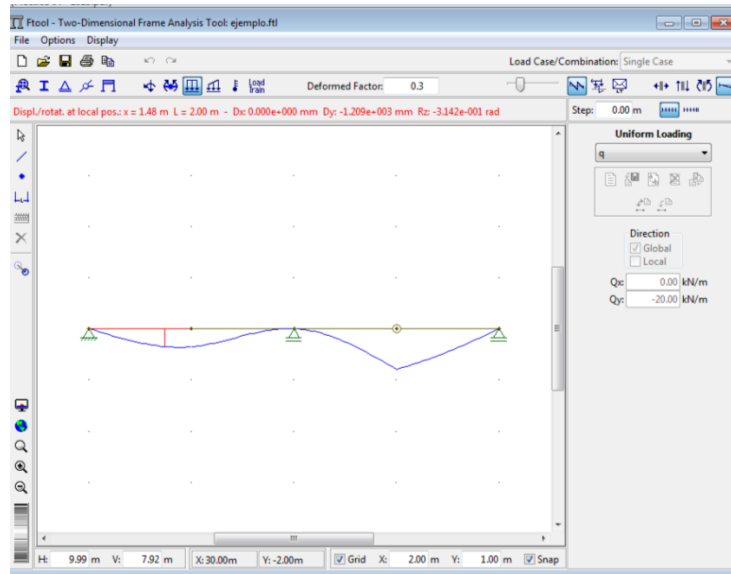 Ftool - Two-Dimensional Frame Analysis Tool: ejemplo.ftl
File Options Display
Load Case/Combination: Single Case
Load Train
Deformed Factor: 0.3
Displ./rotat. at local pos.: x = 1.48 m L = 2.00 m - Dx: 0.000e+000 mm Dy: -1.209e+003 mm Rz: -3.142e-001 rad
Step: 0.00 m
Uniform Loading
q
Direction
Global
Local
Qx: 0.00 kN/m
Qy: -20.00 kN/m
H: 9.99 m V: 7.92 m X: 30.00m Y: -2.00m Grid X: 2.00 m Y: 1.00 m Snap